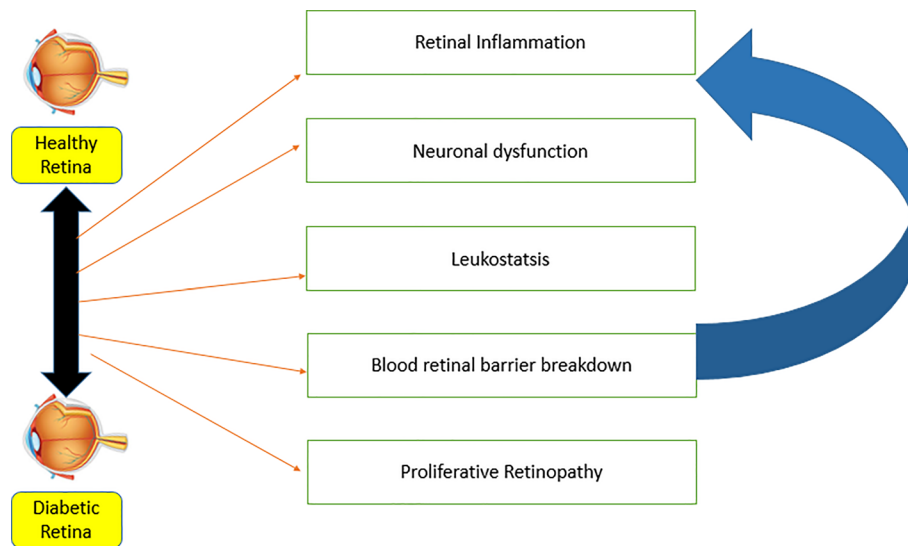 Healthy
Retina
Retinal Inflammation
Neuronal dysfunction
Leukostatsis
Blood retinal barrier breakdown
Proliferative Retinopathy
Diabetic
Retina